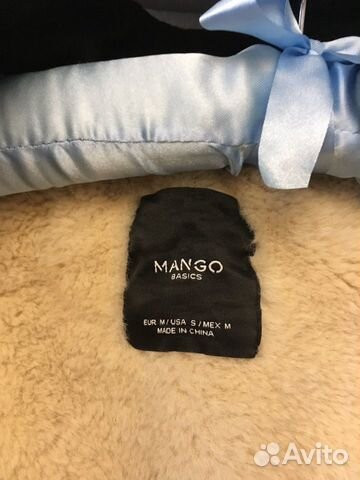 MANGO
BASICS
EUR M / USA S / MEX M
MADE IN CHINA
Avito